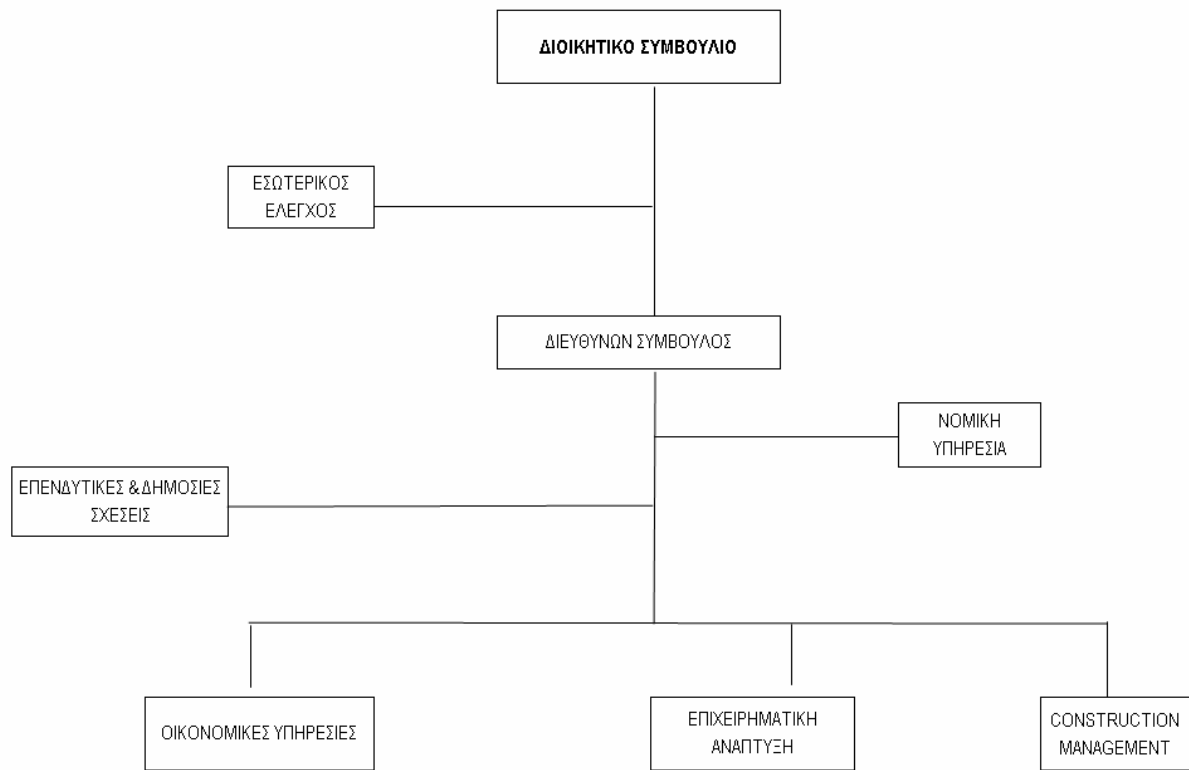 ΔΙΟΙΚΗΤΙΚΟ ΣΥΜΒΟΥΛΙΟ
ΕΣΩΤΕΡΙΚΟΣ
ΕΛΕΓΧΟΣ
ΔΙΕΥΘΥΝΩΝ ΣΥΜΒΟΥΛΟΣ
ΝΟΜΙΚΗ
ΥΠΗΡΕΣΙΑ
ΕΠΕΝΔΥΤΙΚΕΣ & ΔΗΜΟΣΙΕΣ
ΣΧΕΣΕΙΣ
ΟΙΚΟΝΟΜΙΚΕΣ ΥΠΗΡΕΣΙΕΣ
ΕΠΙΧΕΙΡΗΜΑΤΙΚΗ
ΑΝΑΠΤΥΞΗ
CONSTRUCTION
MANAGEMENT